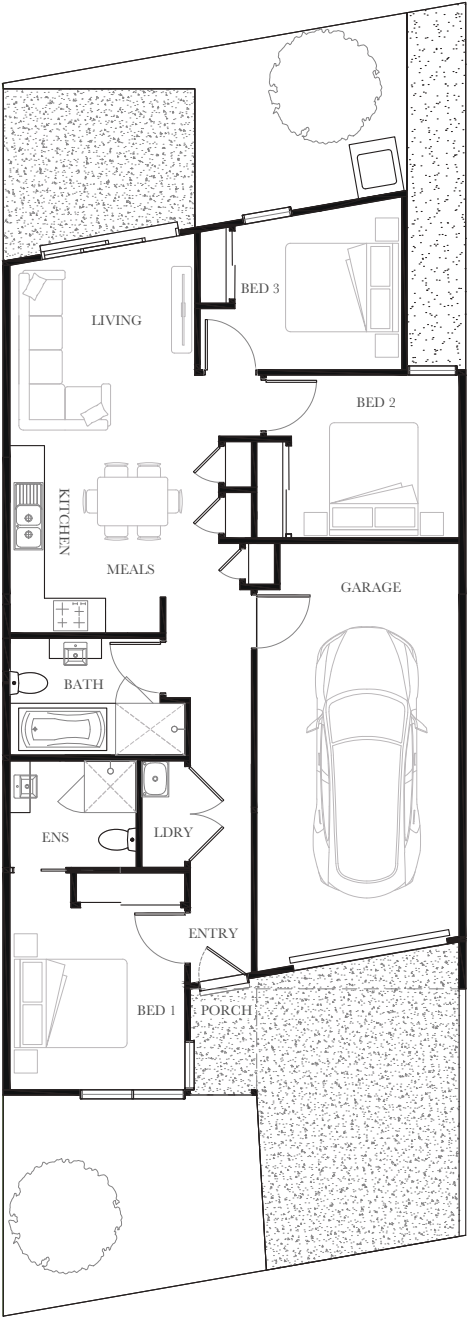 LIVING
BED 3
BED 2
KITCHEN
MEALS
GARAGE
BATH
ENS
LDRY
ENTRY
BED 1
PORCH